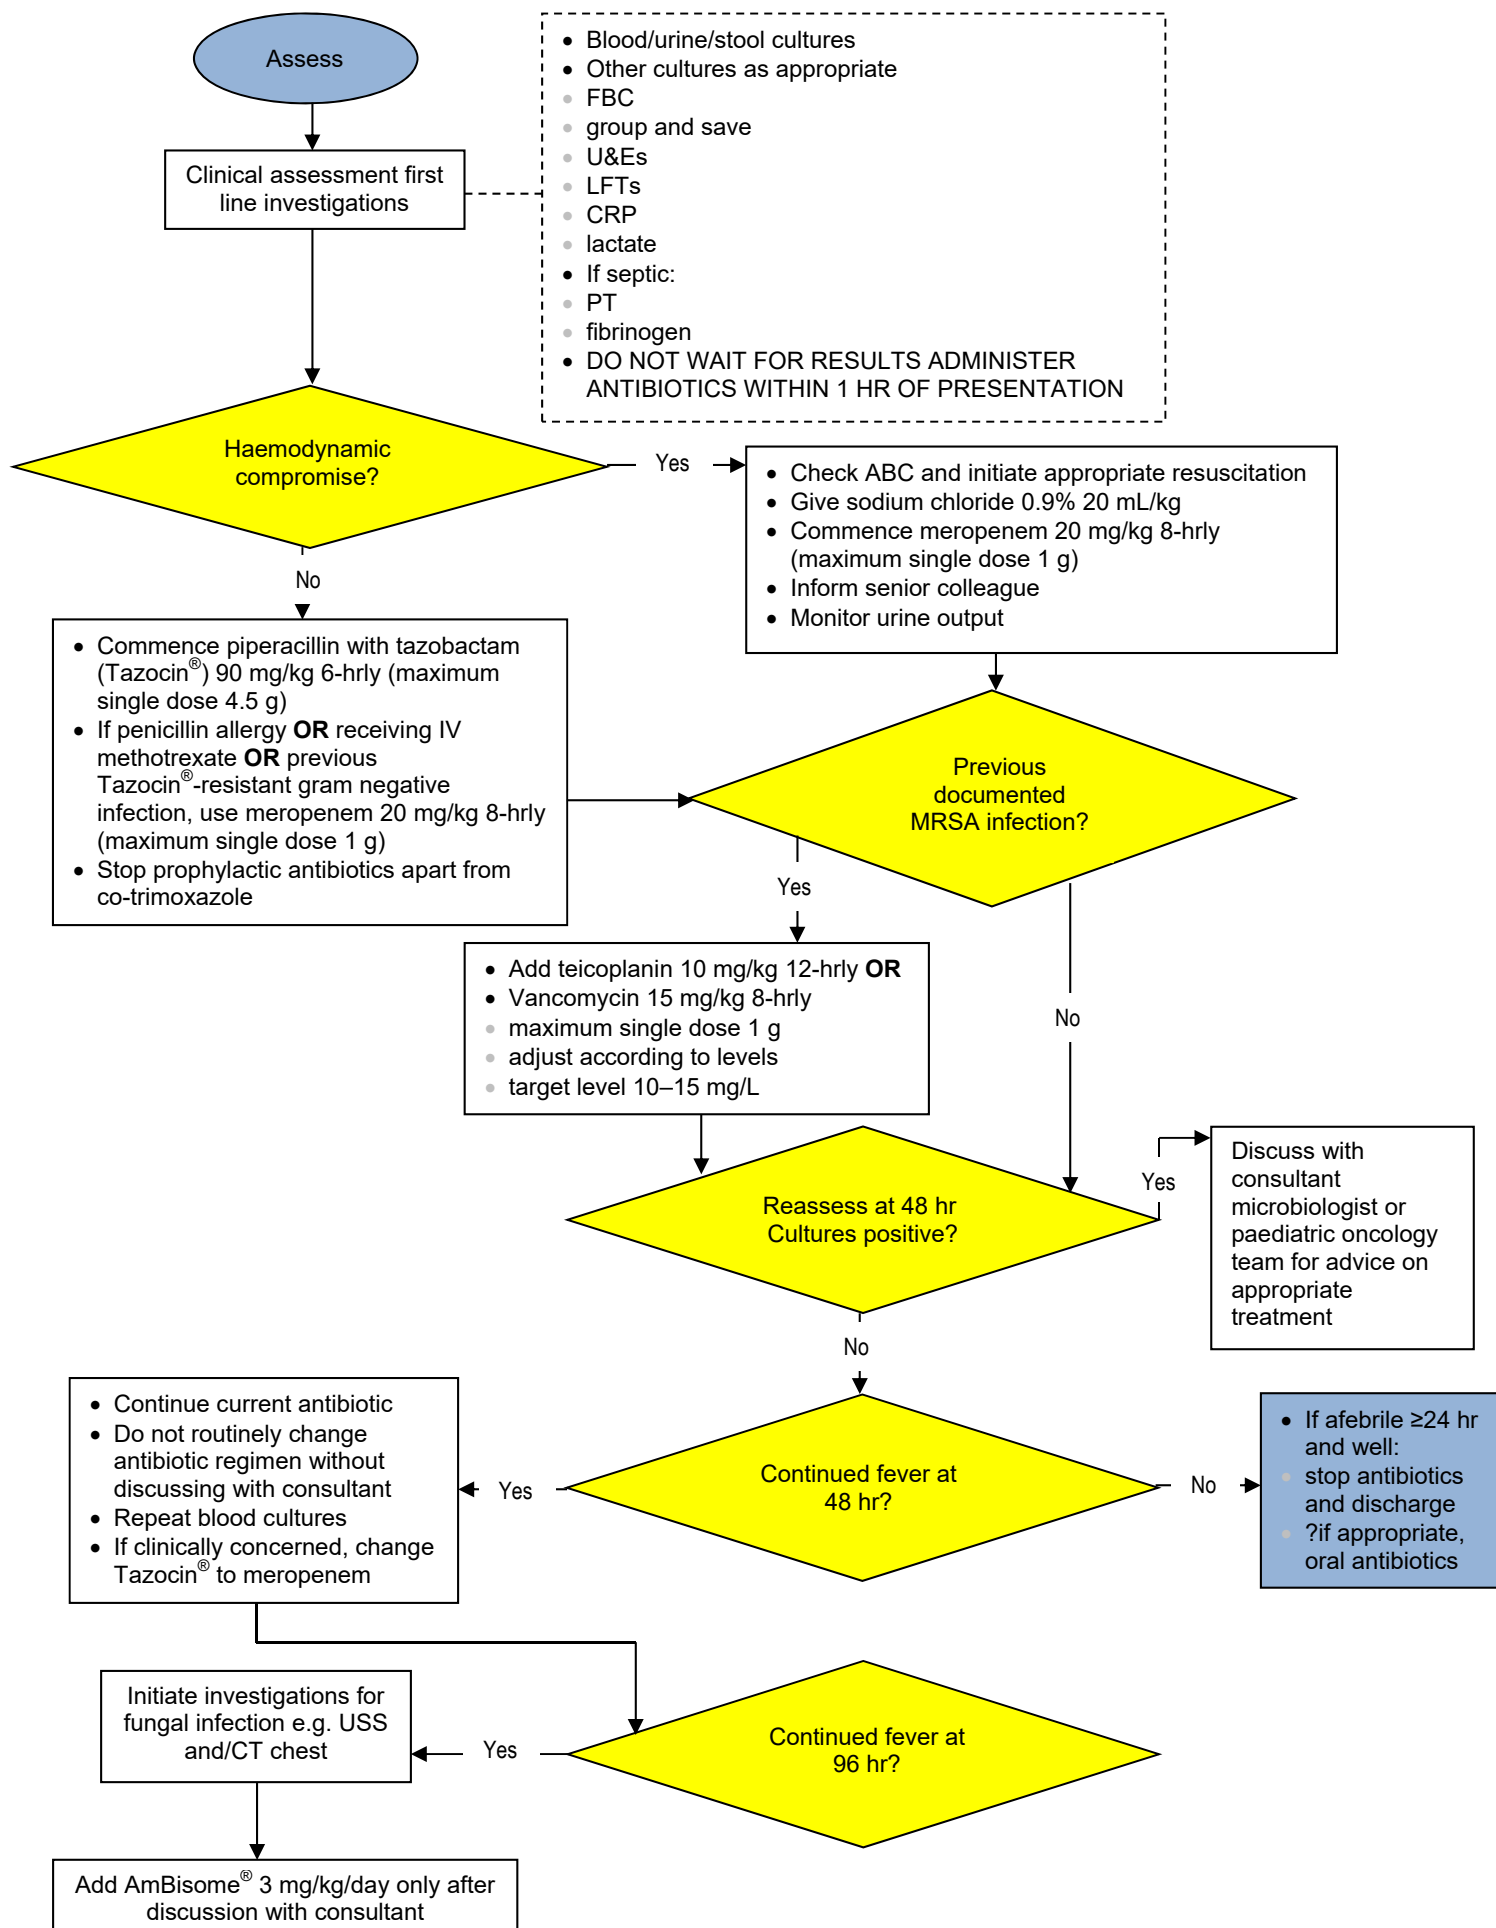 Assess
• Blood/urine/stool cultures
• Other cultures as appropriate
• FBC
• group and save
• U&Es
• LFTs
• CRP
• lactate
• If septic:
• PT
• fibrinogen
• DO NOT WAIT FOR RESULTS ADMINISTER
ANTIBIOTICS WITHIN 1 HR OF PRESENTATION
Clinical assessment first
line investigations
Haemodynamic
compromise?
Yes
• Check ABC and initiate appropriate resuscitation
• Give sodium chloride 0.9% 20 mL/kg
• Commence meropenem 20 mg/kg 8-hrly
(maximum single dose 1 g)
• Inform senior colleague
• Monitor urine output
No
• Commence piperacillin with tazobactam
(Tazocin®) 90 mg/kg 6-hrly (maximum
single dose 4.5 g)
• If penicillin allergy OR receiving IV
methotrexate OR previous
Tazocin®-resistant gram negative
infection, use meropenem 20 mg/kg 8-hrly
(maximum single dose 1 g)
• Stop prophylactic antibiotics apart from
co-trimoxazole
Previous
documented
MRSA infection?
Yes
No
• Add teicoplanin 10 mg/kg 12-hrly OR
• Vancomycin 15 mg/kg 8-hrly
• maximum single dose 1 g
• adjust according to levels
• target level 10–15 mg/L
Reassess at 48 hr
Cultures positive?
Yes
Discuss with
consultant
microbiologist or
paediatric oncology
team for advice on
appropriate
treatment
No
Continued fever at
48 hr?
Yes
• Continue current antibiotic
• Do not routinely change
antibiotic regimen without
discussing with consultant
• Repeat blood cultures
• If clinically concerned, change
Tazocin® to meropenem
No
• If afebrile ≥24 hr
and well:
• stop antibiotics
and discharge
• ?if appropriate,
oral antibiotics
Continued fever at
96 hr?
Yes
Initiate investigations for
fungal infection e.g. USS
and/CT chest
Add AmBisome® 3 mg/kg/day only after
discussion with consultant